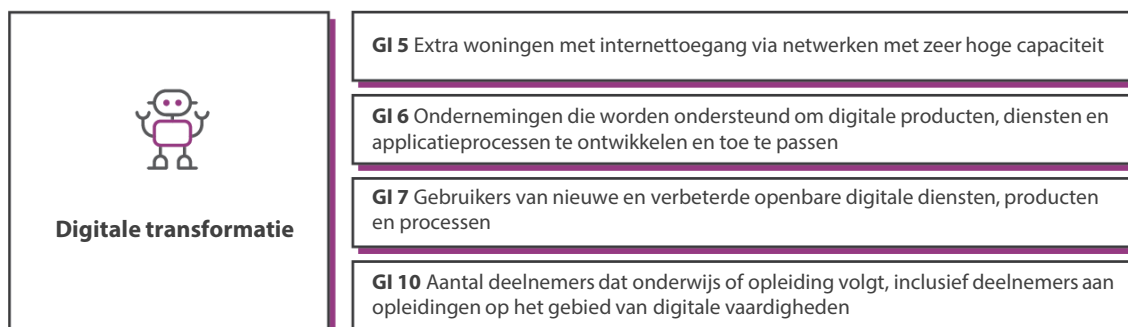 Digitale transformatie
GI 5 Extra woningen met internettoegang via netwerken met zeer hoge capaciteit
GI 6 Ondernemingen die worden ondersteund om digitale producten, diensten en
applicatieprocessen te ontwikkelen en toe te passen
GI 7 Gebruikers van nieuwe en verbeterde openbare digitale diensten, producten
en processen
GI 10 Aantal deelnemers dat onderwijs of opleiding volgt, inclusief deelnemers aan
opleidingen op het gebied van digitale vaardigheden